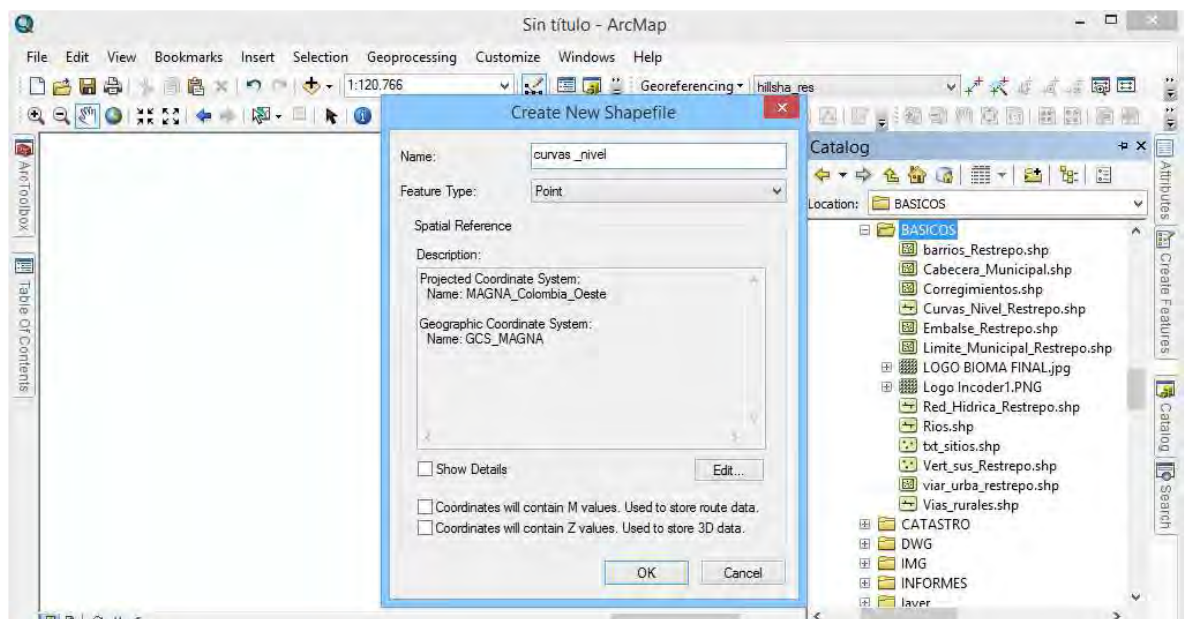 Sin título - ArcMap
File Edit View Bookmarks Insert Selection Geoprocessing Customize Windows Help
1:120.766
Georeferencing
hillsha_res
Create New Shapefile
Name:
curvas _nivel
Feature Type:
Point
Spatial Reference
Description:
Projected Coordinate System:
Name: MAGNA_Colombia_Oeste
Geographic Coordinate System:
Name: GCS_MAGNA
Show Details
Edit...
Coordinates will contain M values. Used to store route data.
Coordinates will contain Z values. Used to store 3D data.
OK
Cancel
Catalog
Location:
BASICOS
BASICOS
barrios_Restrepo.shp
Cabecera_Municipal.shp
Corregimientos.shp
Curvas_Nivel_Restrepo.shp
Embalse_Restrepo.shp
Limite_Municipal_Restrepo.shp
LOGO BIOMA FINAL.jpg
Logo Incoder1.PNG
Red_Hidrica_Restrepo.shp
Rios.shp
txt_sitios.shp
Vert_sus_Restrepo.shp
viar_urba_restrepo.shp
Vias_rurales.shp
CATASTRO
DWG
IMG
INFORMES
layer
ArcToolbox
Table Of Contents
Attributes
Create Features
Catalog
Search